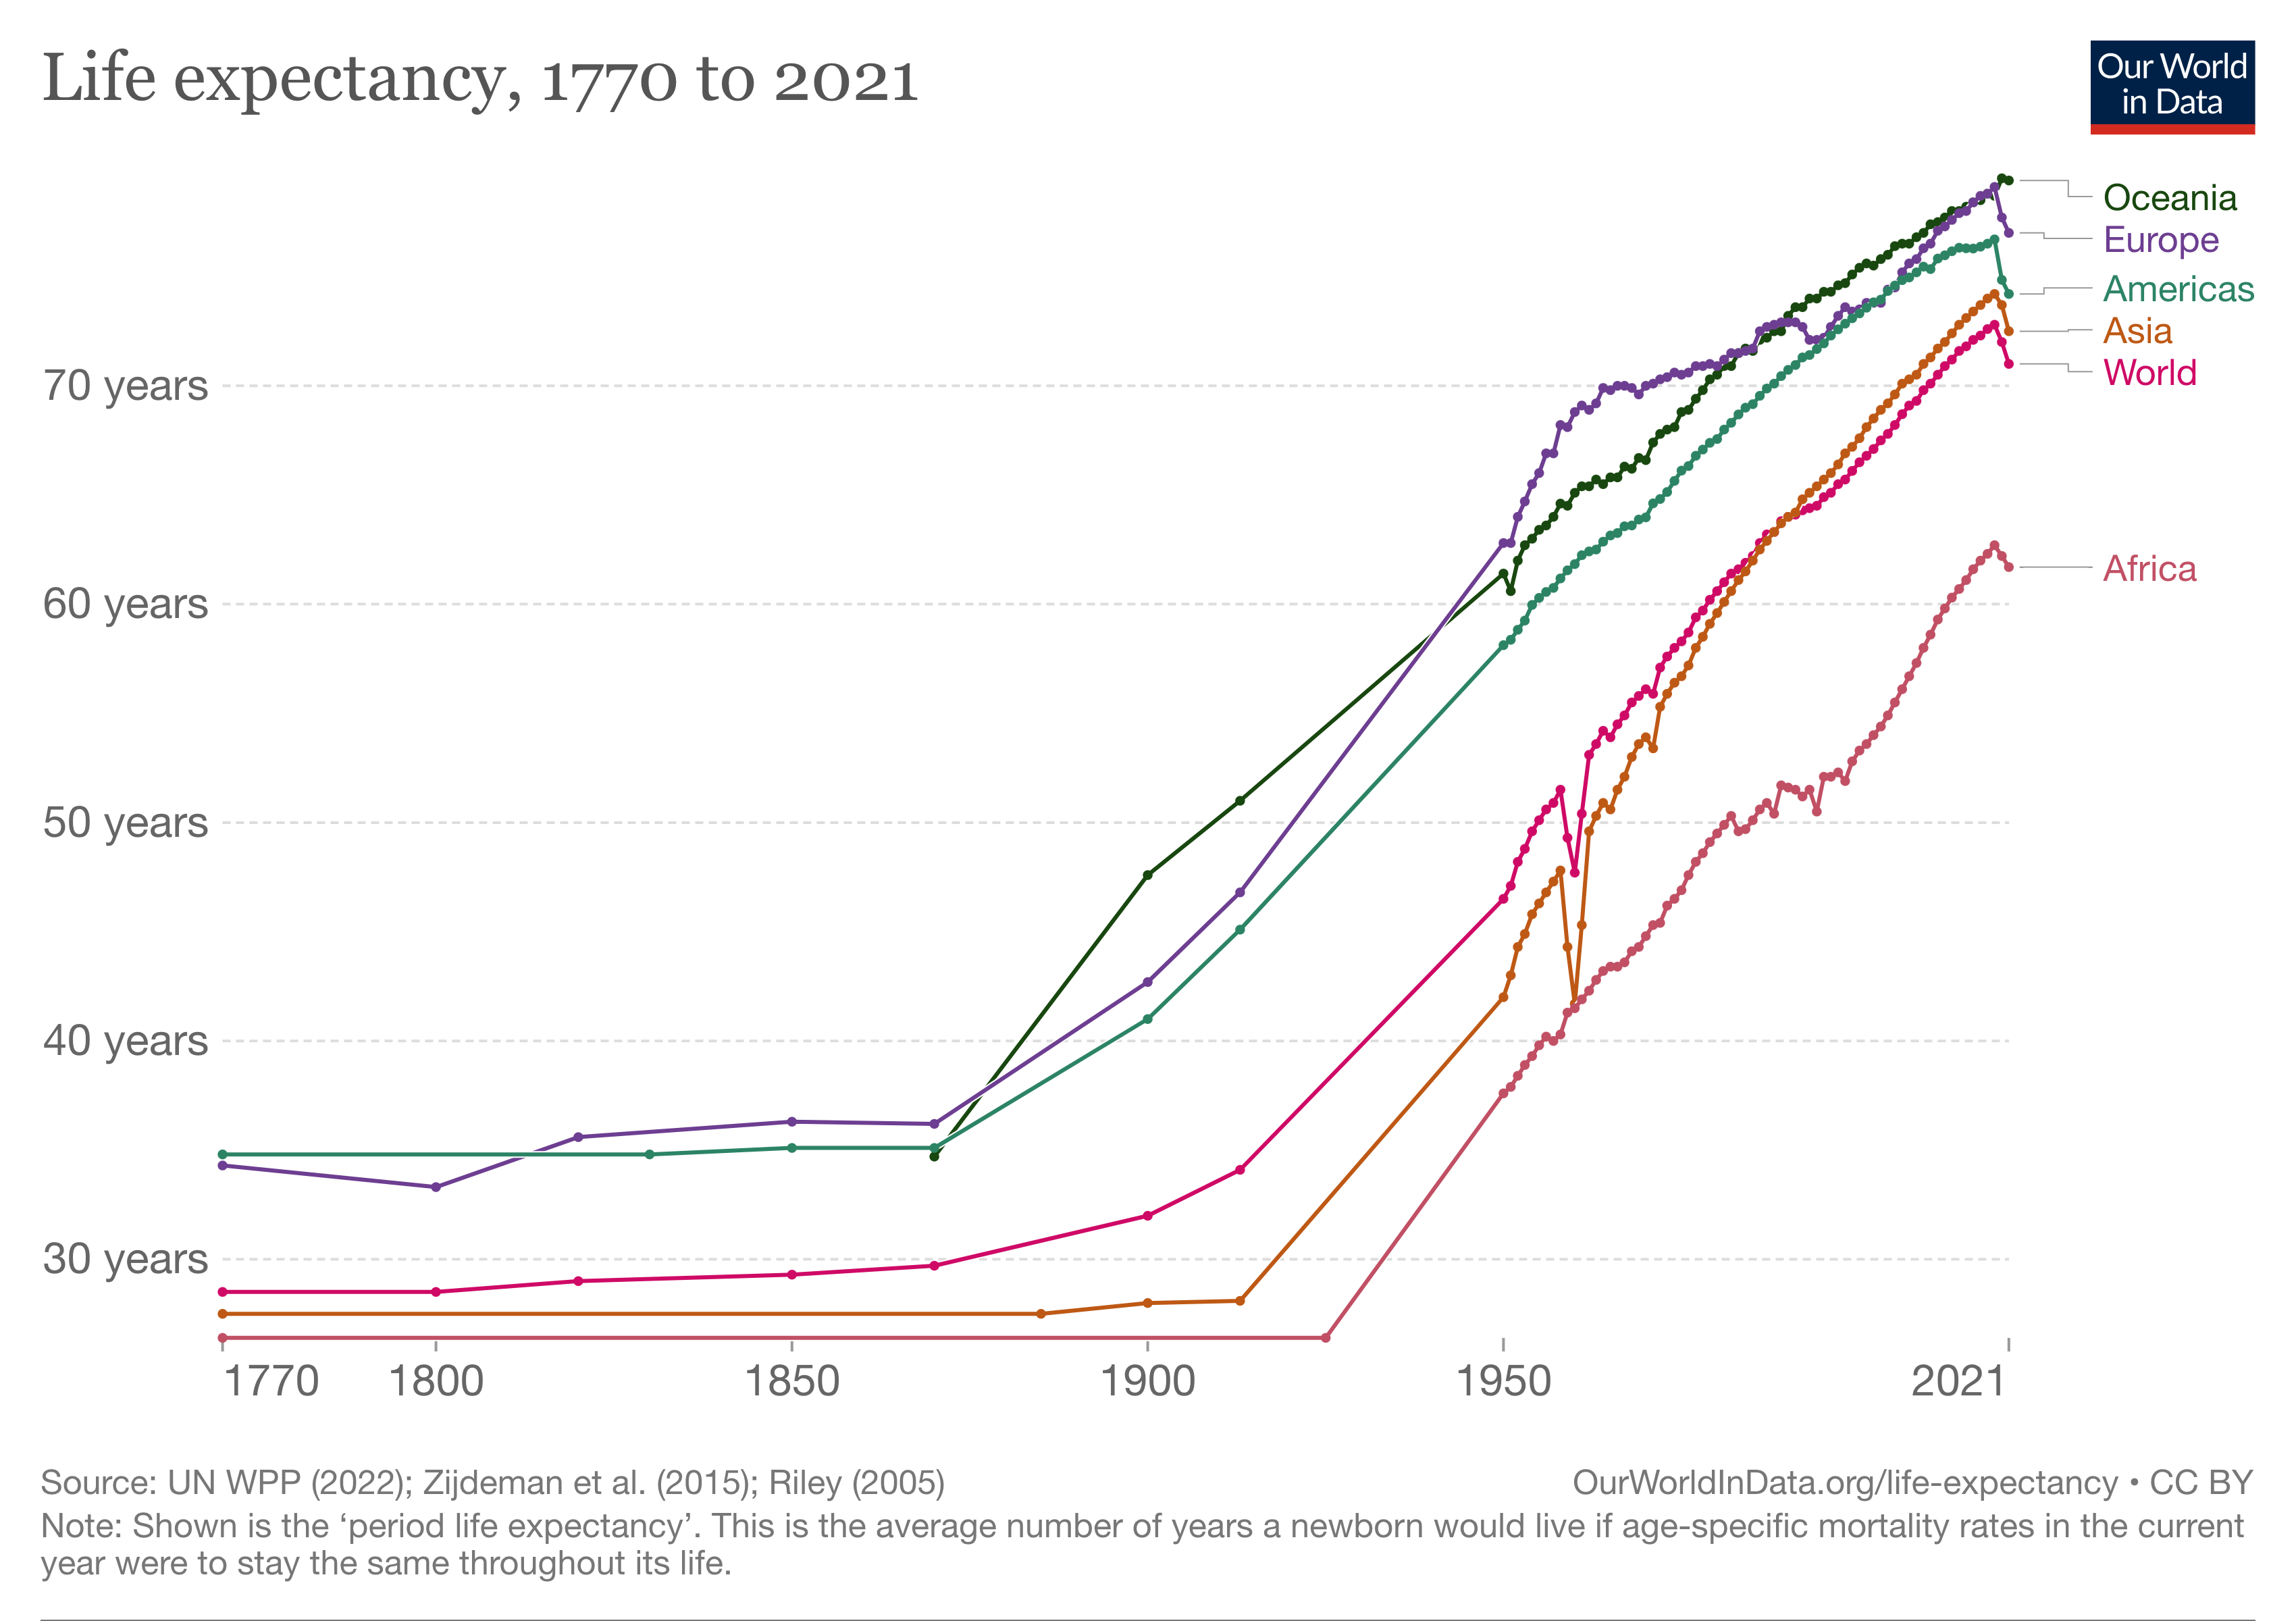 Life expectancy, 1770 to 2021
Our World
in Data
Oceania
Europe
Americas
Asia
World
Africa
70 years
60 years
50 years
40 years
30 years
1770 1800 1850 1900 1950 2021
Source: UN WPP (2022); Zijdeman et al. (2015); Riley (2005)
OurWorldInData.org/life-expectancy • CC BY
Note: Shown is the ‘period life expectancy’. This is the average number of years a newborn would live if age-specific mortality rates in the current
year were to stay the same throughout its life.